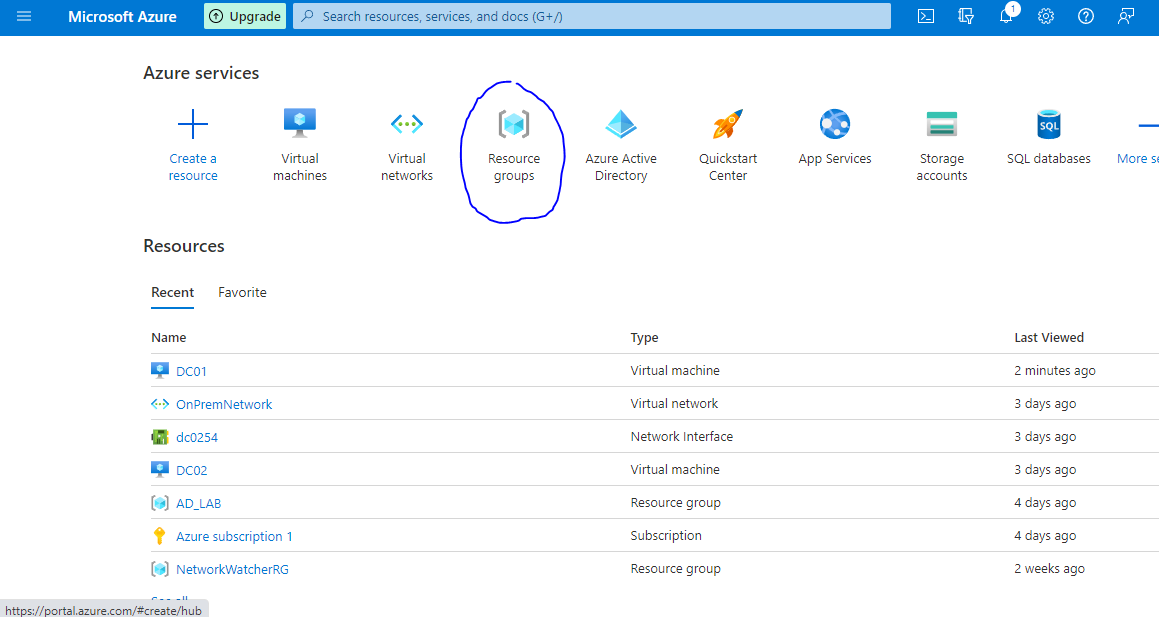 Microsoft Azure Upgrade Search resources, services, and docs (G+/) 1
Azure services
Create a resource
Virtual machines
Virtual networks
Resource groups
Azure Active Directory
Quickstart Center
App Services
Storage accounts
SQL
SQL databases
More
Resources
Recent Favorite
Name Type Last Viewed
DC01 Virtual machine 2 minutes ago
OnPremNetwork Virtual network 3 days ago
dc0254 Network Interface 3 days ago
DC02 Virtual machine 3 days ago
AD_LAB Resource group 4 days ago
Azure subscription 1 Subscription 4 days ago
NetworkWatcherRG Resource group 2 weeks ago
See all
https://portal.azure.com/#create/hub